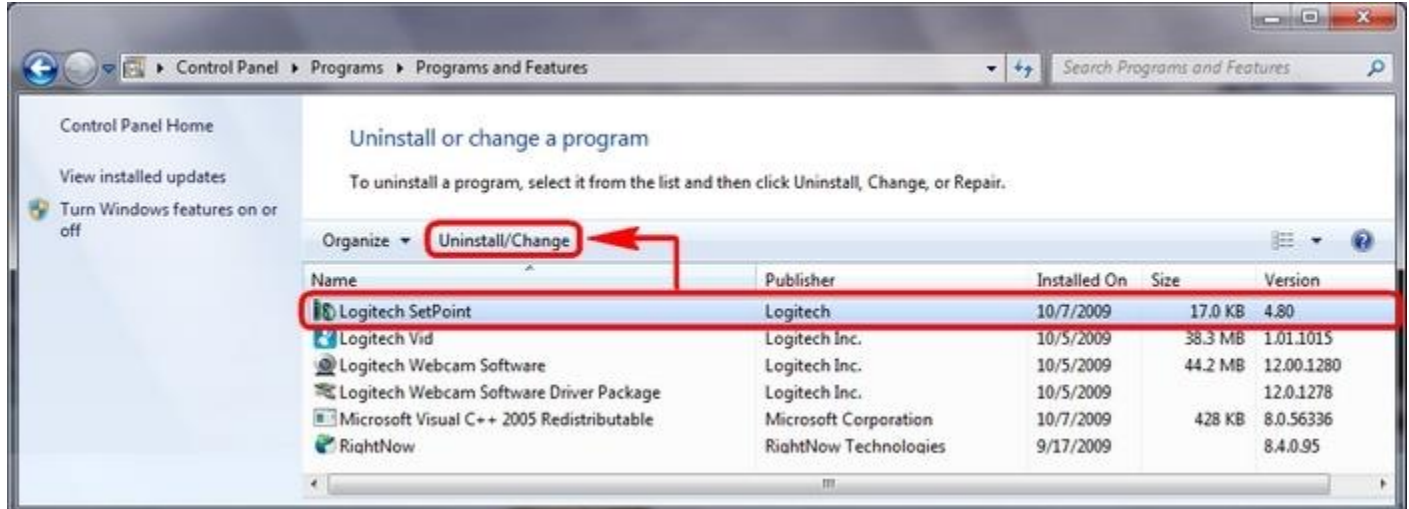 Control Panel Programs Programs and Features Search Programs and Features
Control Panel Home
Uninstall or change a program
View installed updates
To uninstall a program, select it from the list and then click Uninstall, Change, or Repair.
Turn Windows features on or
off
Organize Uninstall/Change
Name Publisher Installed On Size Version
Logitech SetPoint Logitech 10/7/2009 17.0 KB 4.80
Logitech Vid Logitech Inc. 10/5/2009 38.3 MB 1.01.1015
Logitech Webcam Software Logitech Inc. 10/5/2009 44.2 MB 12.00.1280
Logitech Webcam Software Driver Package Logitech Inc. 10/5/2009 12.0.1278
Microsoft Visual C++ 2005 Redistributable Microsoft Corporation 10/7/2009 428 KB 8.0.56336
RightNow RightNow Technologies 9/17/2009 8.4.0.95